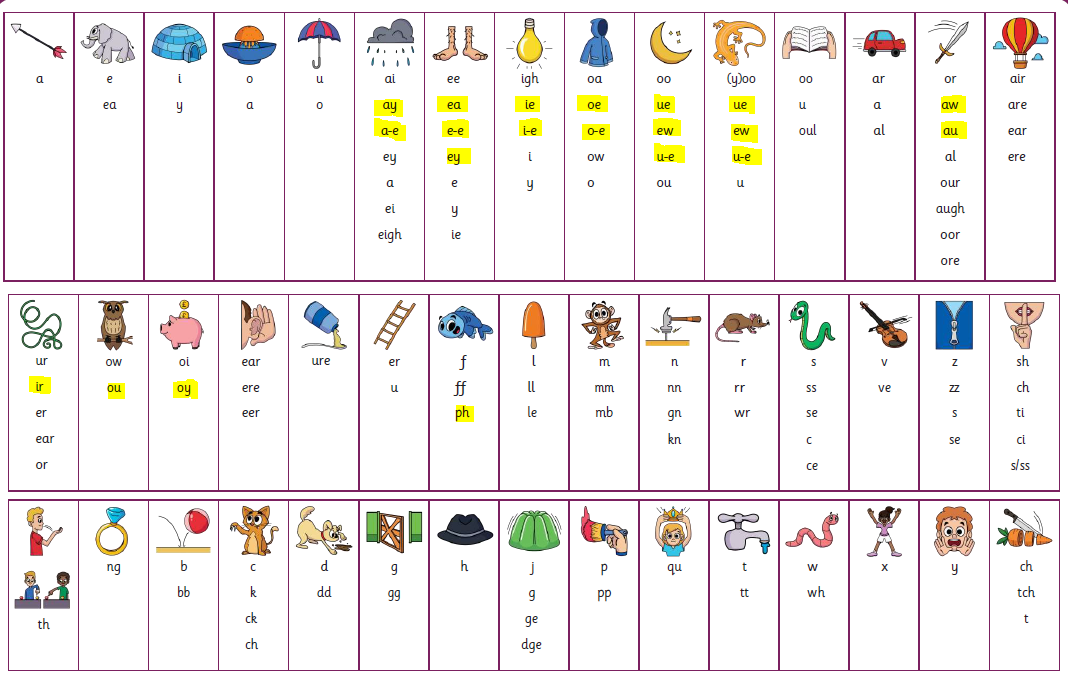 a e i o u ai ee igh oa oo (y)oo oo ar or air
ea y a o ay ea ie oe ue ue u a aw are
a-e e-e i-e o-e ew ew oul al au ear
ey ey i ow u-e u-e al ere
a e y o ou u our
ei y augh
eigh ie oor
ore
ur ow oi ear ure er f l m n r s v z sh
ir ou oy ere u ff ll mm nn rr ss ve zz ch
er eer ph le mb gn wr se s ti
ear kn c se ci
or ce s/ss
ng b c d g h j p qu t w x y ch
bb k dd gg g pp tt wh tch
th ck ge t
ch dge